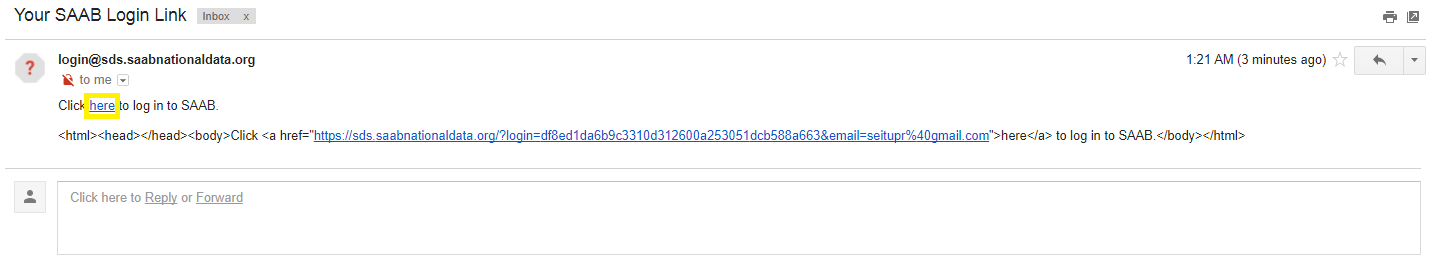 Your SAAB Login Link Inbox x
login@sds.saabnationaldata.org 1:21 AM (3 minutes ago)
to me
Click here to log in to SAAB.
<html><head></head><body>Click <a href="https://sds.saabnationaldata.org/?login=df8ed1da6b9c3310d312600a253051dcb588a663&email=seitupr%40gmail.com">here</a> to log in to SAAB.</body></html>
Click here to Reply or Forward